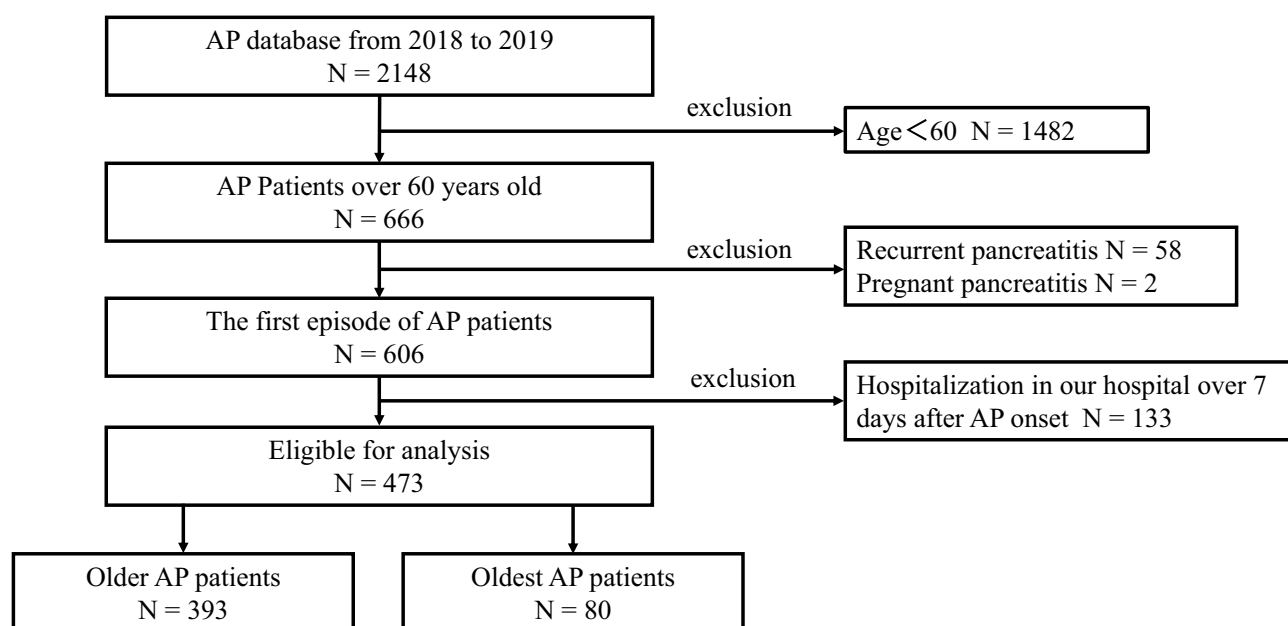 AP database from 2018 to 2019
N = 2148
exclusion
Age＜60 N = 1482
AP Patients over 60 years old
N = 666
exclusion
Recurrent pancreatitis N = 58
Pregnant pancreatitis N = 2
The first episode of AP patients
N = 606
exclusion
Hospitalization in our hospital over 7
days after AP onset N = 133
Eligible for analysis
N = 473
Older AP patients
N = 393
Oldest AP patients
N = 80